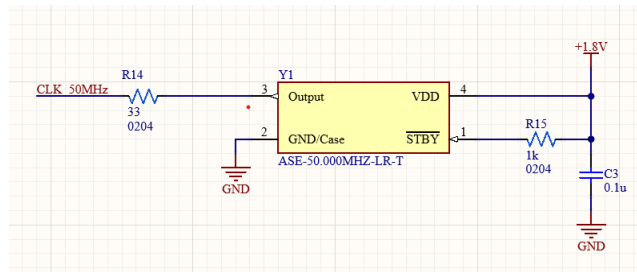 +1.8V
R14
Y1
CLK_50MHz
3
Output
VDD
4
33
0204
R15
2
GND/Case
STBY
1
1k
0204
ASE-50.000MHZ-LR-T
C3
0.1u
GND
GND